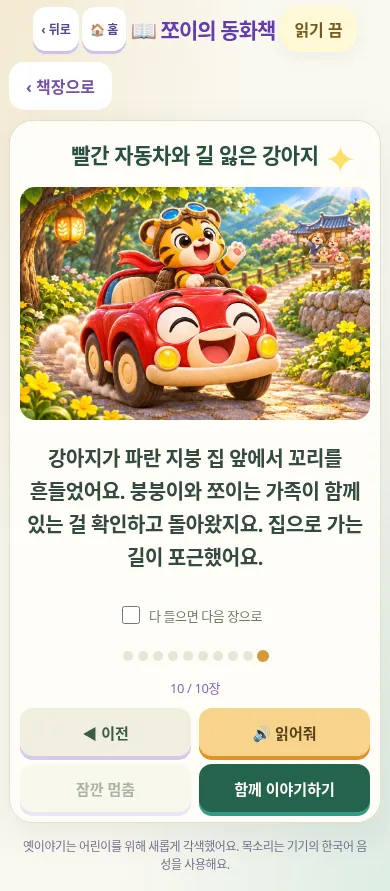 ‹ 뒤로
🏠 홈
📖 쪼이의 동화책
읽기 끔
‹ 책장으로
빨간 자동차와 길 잃은 강아지
강아지가 파란 지붕 집 앞에서 꼬리를
흔들었어요. 붕붕이와 쪼이는 가족이 함께
있는 걸 확인하고 돌아왔지요. 집으로 가는
길이 포근했어요.
다 들으면 다음 장으로
10 / 10장
◀ 이전
🔊 읽어줘
잠깐 멈춤
함께 이야기하기
옛이야기는 어린이를 위해 새롭게 각색했어요. 목소리는 기기의 한국어 음
성을 사용해요.